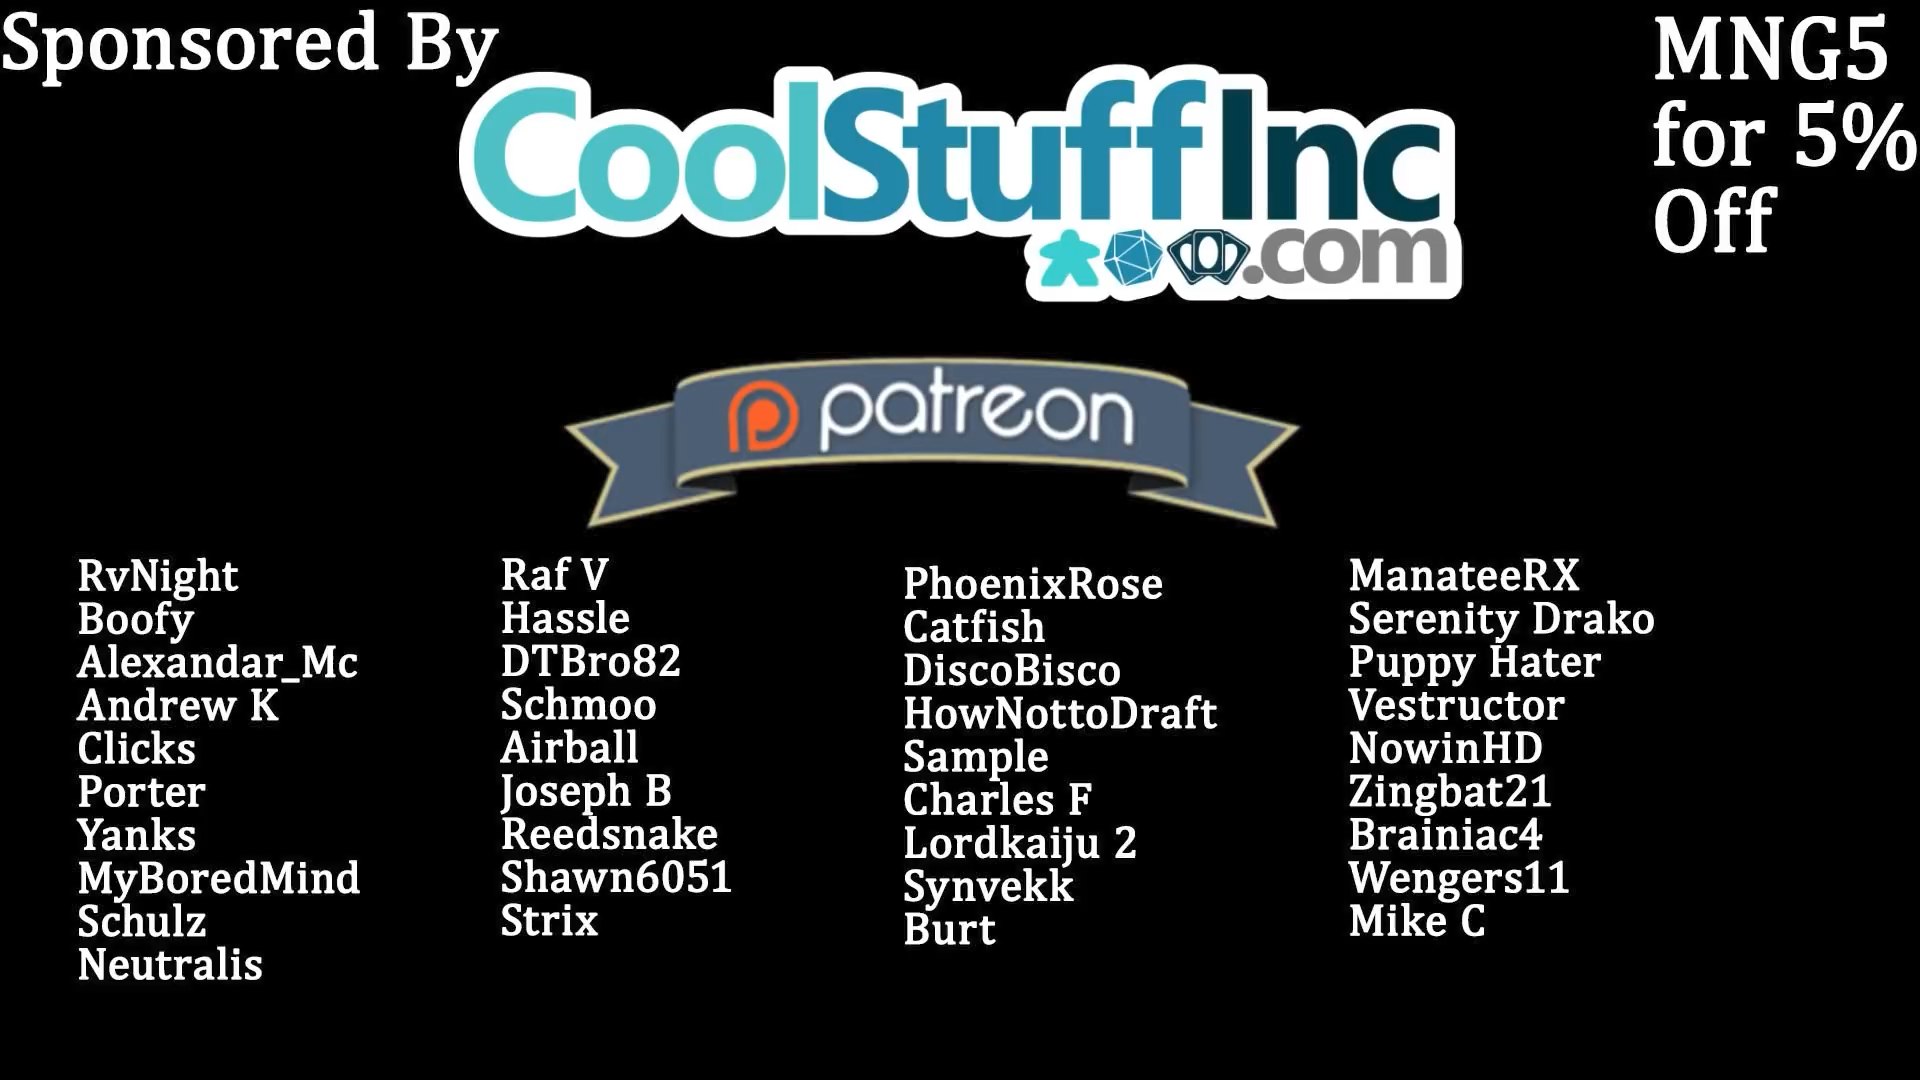 Sponsored By
CoolStuffInc
.com
MNG5
for 5%
Off
patreon
RvNight
Boofy
Alexandar_Mc
Andrew K
Clicks
Porter
Yanks
MyBoredMind
Schulz
Neutralis
Raf V
Hassle
DTBro82
Schmoo
Airball
Joseph B
Reedsnake
Shawn6051
Strix
PhoenixRose
Catfish
DiscoBisco
HowNottoDraft
Sample
Charles F
Lordkaiju 2
Synvekk
Burt
ManateeRX
Serenity Drako
Puppy Hater
Vestructor
NowinHD
Zingbat21
Brainiac4
Wengers11
Mike C